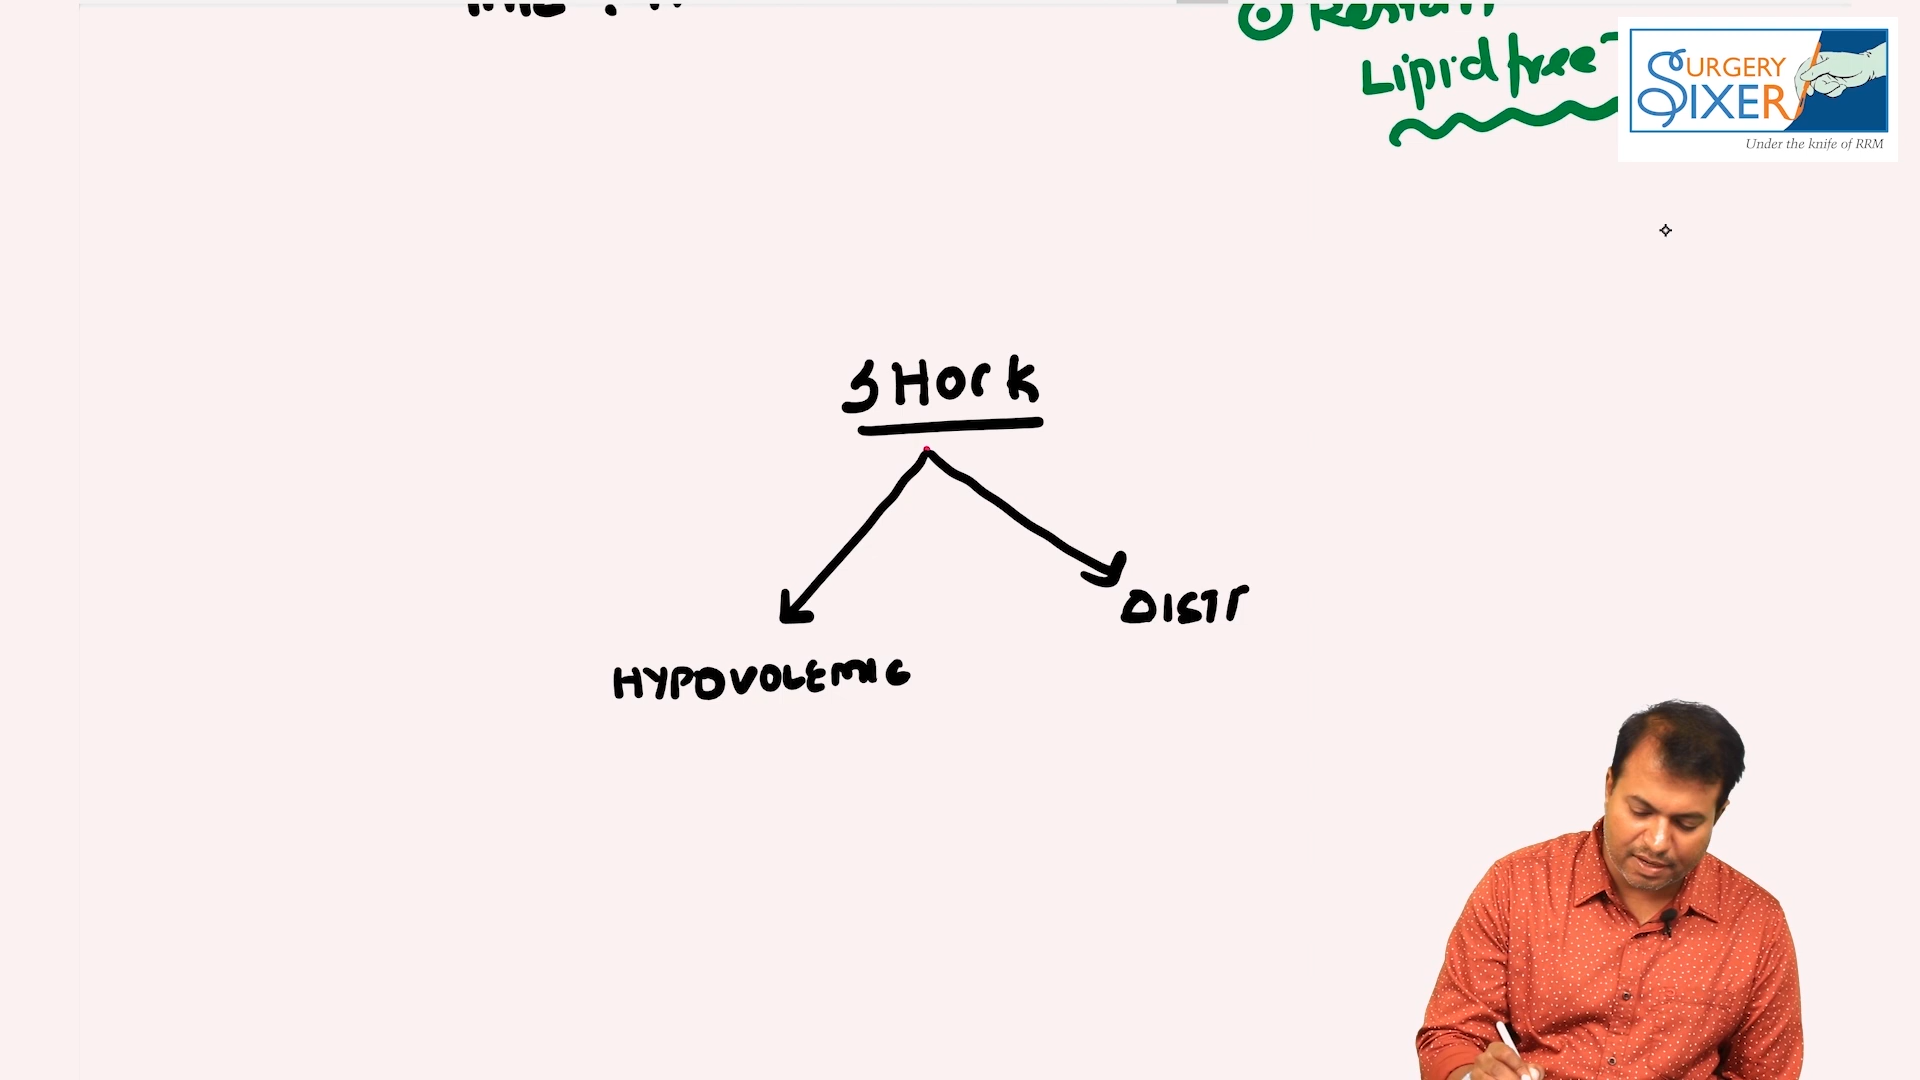 Lipid free
SURGERY
SIXER
Under the knife of RRM
SHOCK
DISTR
HYPOVOLEMIC